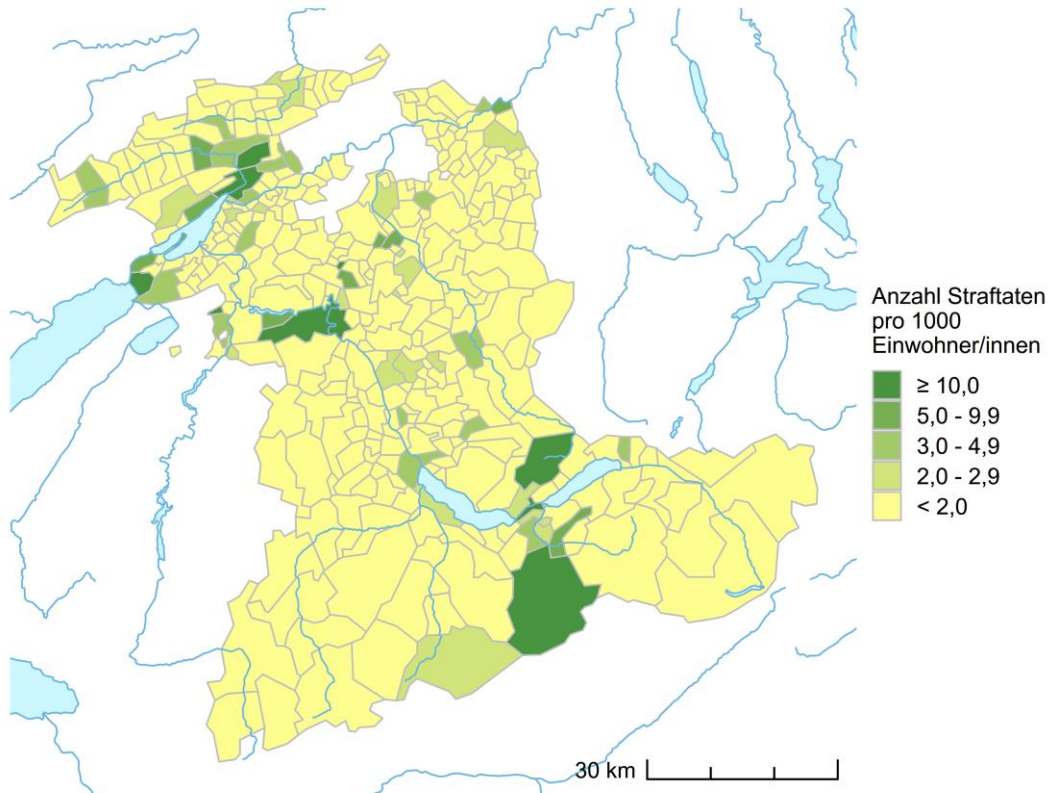 Anzahl Straftaten
pro 1000
Einwohner/innen
≥ 10,0
5,0 - 9,9
3,0 - 4,9
2,0 - 2,9
< 2,0
30 km